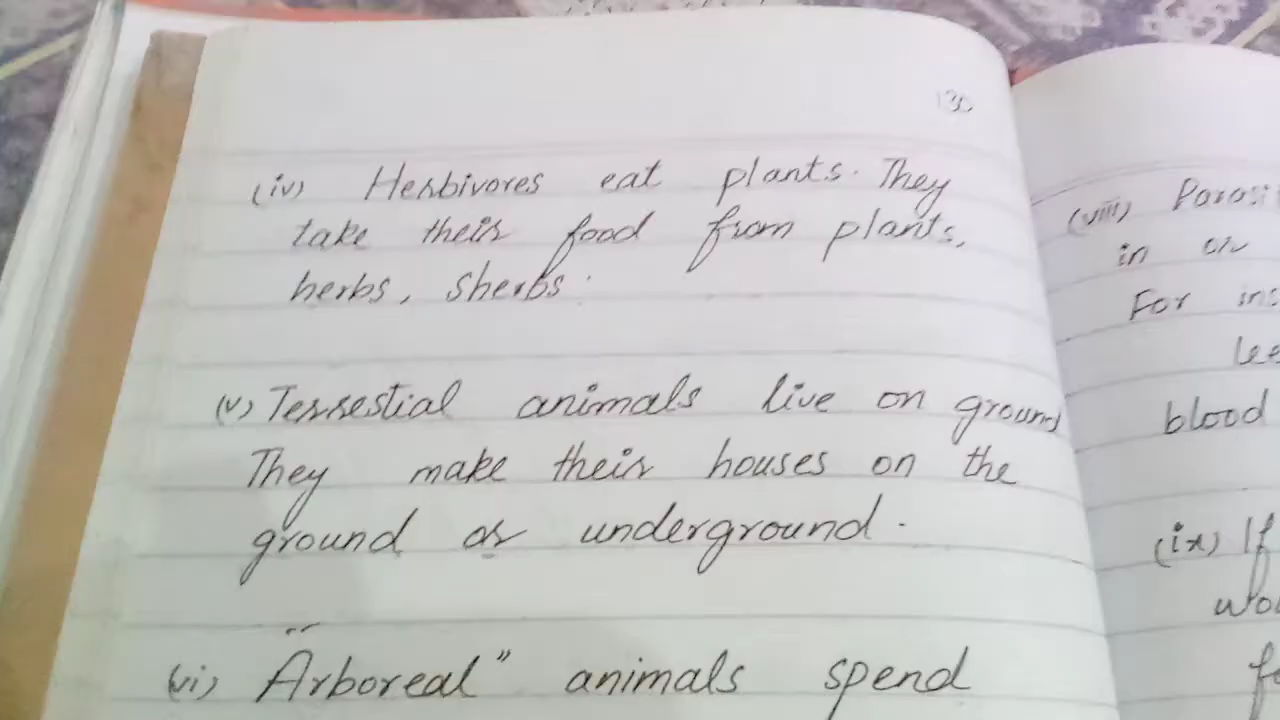 130
(iv) Herbivores eat plants. They
take their food from plants,
herbs, sherbs.
(v) Terrestial animals live on ground
They make their houses on the
ground or underground.
(vi) "Arboreal" animals spend
(viii) Parasi
in or
For ins
lee
blood
(ix) If
wo